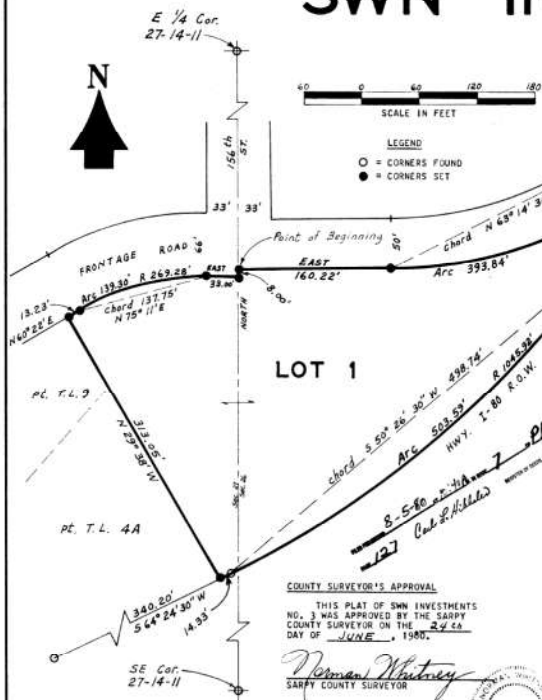 SWN
E 1/4 Cor.
27-14-11
N
60 0 60 120 180
SCALE IN FEET
LEGEND
○ = CORNERS FOUND
● = CORNERS SET
156th
ST.
33' 33'
Point of Beginning
50'
chord N 63° 14' 3
FRONTAGE ROAD 66'
EAST
160.22'
Arc 393.84'
EAST
33.00'
8.00'
NORTH
13.23'
Arc 139.30' R 269.28'
chord 137.75'
N 75° 11' E
N 60° 22' E
LOT 1
pt. T.L. 9
313.05'
N 29° 38' W
chord S 50° 26' 30" W 498.74'
Arc 503.59' R 1045.92'
HWY. I-80 R.O.W.
pt. T.L. 4A
8-5-80
7
127
340.20'
S 64° 24' 30" W
14.33'
SE Cor.
27-14-11
COUNTY SURVEYOR'S APPROVAL
THIS PLAT OF SWN INVESTMENTS
NO. 3 WAS APPROVED BY THE SARPY
COUNTY SURVEYOR ON THE 24
DAY OF JUNE, 1980.
Norman Whitney
SARPY COUNTY SURVEYOR